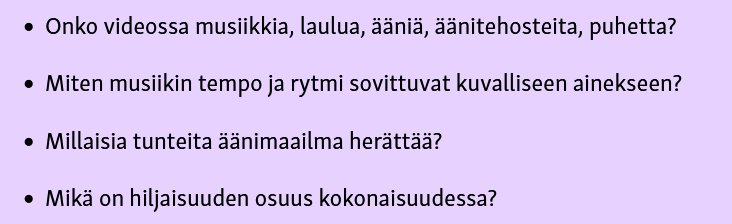 • Onko videossa musiikkia, laulua, ääniä, äänitehosteita, puhetta?
• Miten musiikin tempo ja rytmi sovittuvat kuvalliseen ainekseen?
• Millaisia tunteita äänimaailma herättää?
• Mikä on hiljaisuuden osuus kokonaisuudessa?